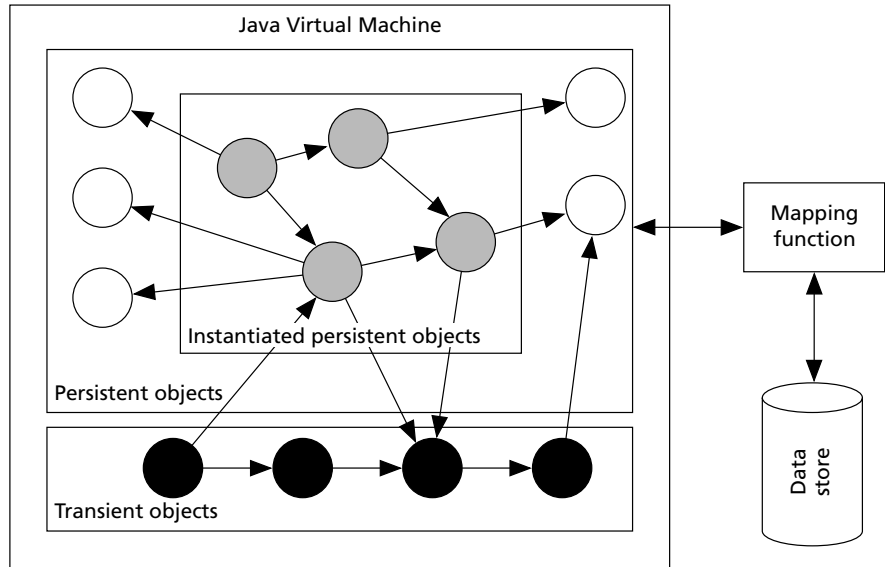 Java Virtual Machine
Mapping
function
Instantiated persistent objects
Persistent objects
Data
store
Transient objects